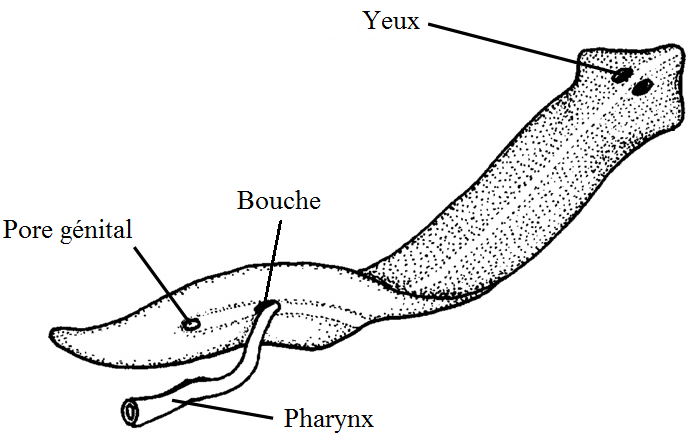 Yeux
Bouche
Pore génital
Pharynx